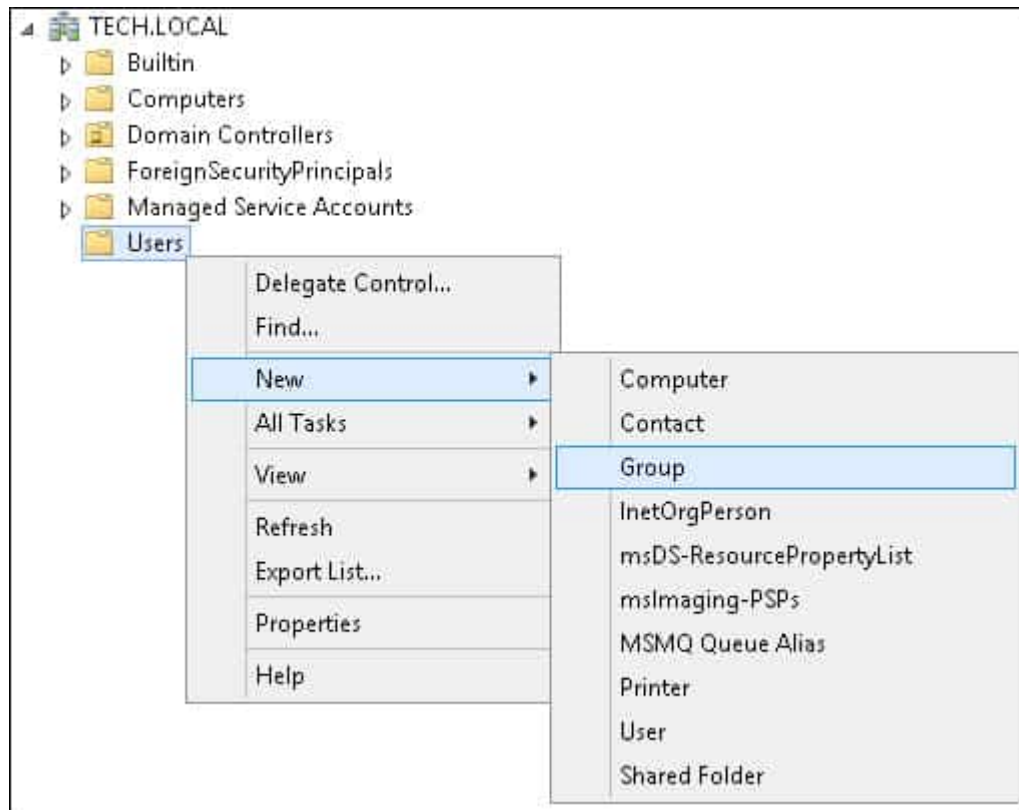 TECH.LOCAL
Builtin
Computers
Domain Controllers
ForeignSecurityPrincipals
Managed Service Accounts
Users
Delegate Control...
Find...
New
All Tasks
View
Refresh
Export List...
Properties
Help
Computer
Contact
Group
InetOrgPerson
msDS-ResourcePropertyList
msImaging-PSPs
MSMQ Queue Alias
Printer
User
Shared Folder